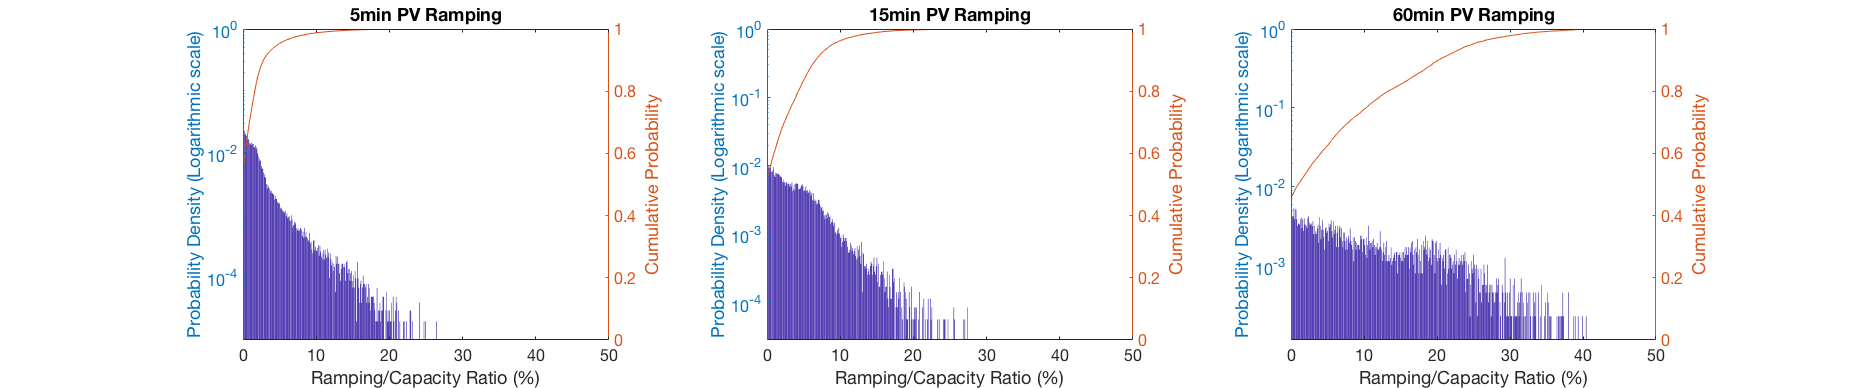 5min PV Ramping
Probability Density (Logarithmic scale)
10^0
10^-2
10^-4
1
0.8
0.6
0.4
0.2
0
Cumulative Probability
0 10 20 30 40 50
Ramping/Capacity Ratio (%)
15min PV Ramping
Probability Density (Logarithmic scale)
10^0
10^-1
10^-2
10^-3
10^-4
1
0.8
0.6
0.4
0.2
0
Cumulative Probability
0 10 20 30 40 50
Ramping/Capacity Ratio (%)
60min PV Ramping
Probability Density (Logarithmic scale)
10^0
10^-1
10^-2
10^-3
1
0.8
0.6
0.4
0.2
0
Cumulative Probability
0 10 20 30 40 50
Ramping/Capacity Ratio (%)